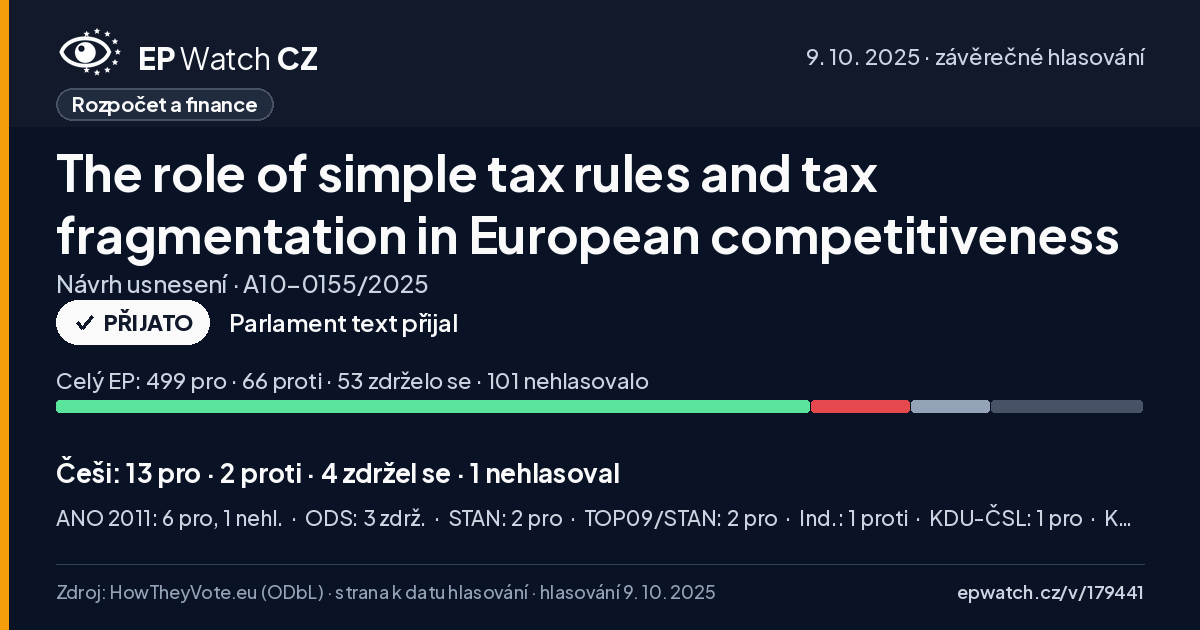 EP Watch CZ
9. 10. 2025 · závěrečné hlasování
Rozpočet a finance
The role of simple tax rules and tax
fragmentation in European competitiveness
Návrh usnesení · A10-0155/2025
✓ PŘIJATO Parlament text přijal
Celý EP: 499 pro · 66 proti · 53 zdrželo se · 101 nehlasovalo
Češi: 13 pro · 2 proti · 4 zdržel se · 1 nehlasoval
ANO 2011: 6 pro, 1 nehl. · ODS: 3 zdrž. · STAN: 2 pro · TOP09/STAN: 2 pro · Ind.: 1 proti · KDU-ČSL: 1 pro · K…
Zdroj: HowTheyVote.eu (ODbL) · strana k datu hlasování · hlasování 9. 10. 2025
epwatch.cz/v/179441